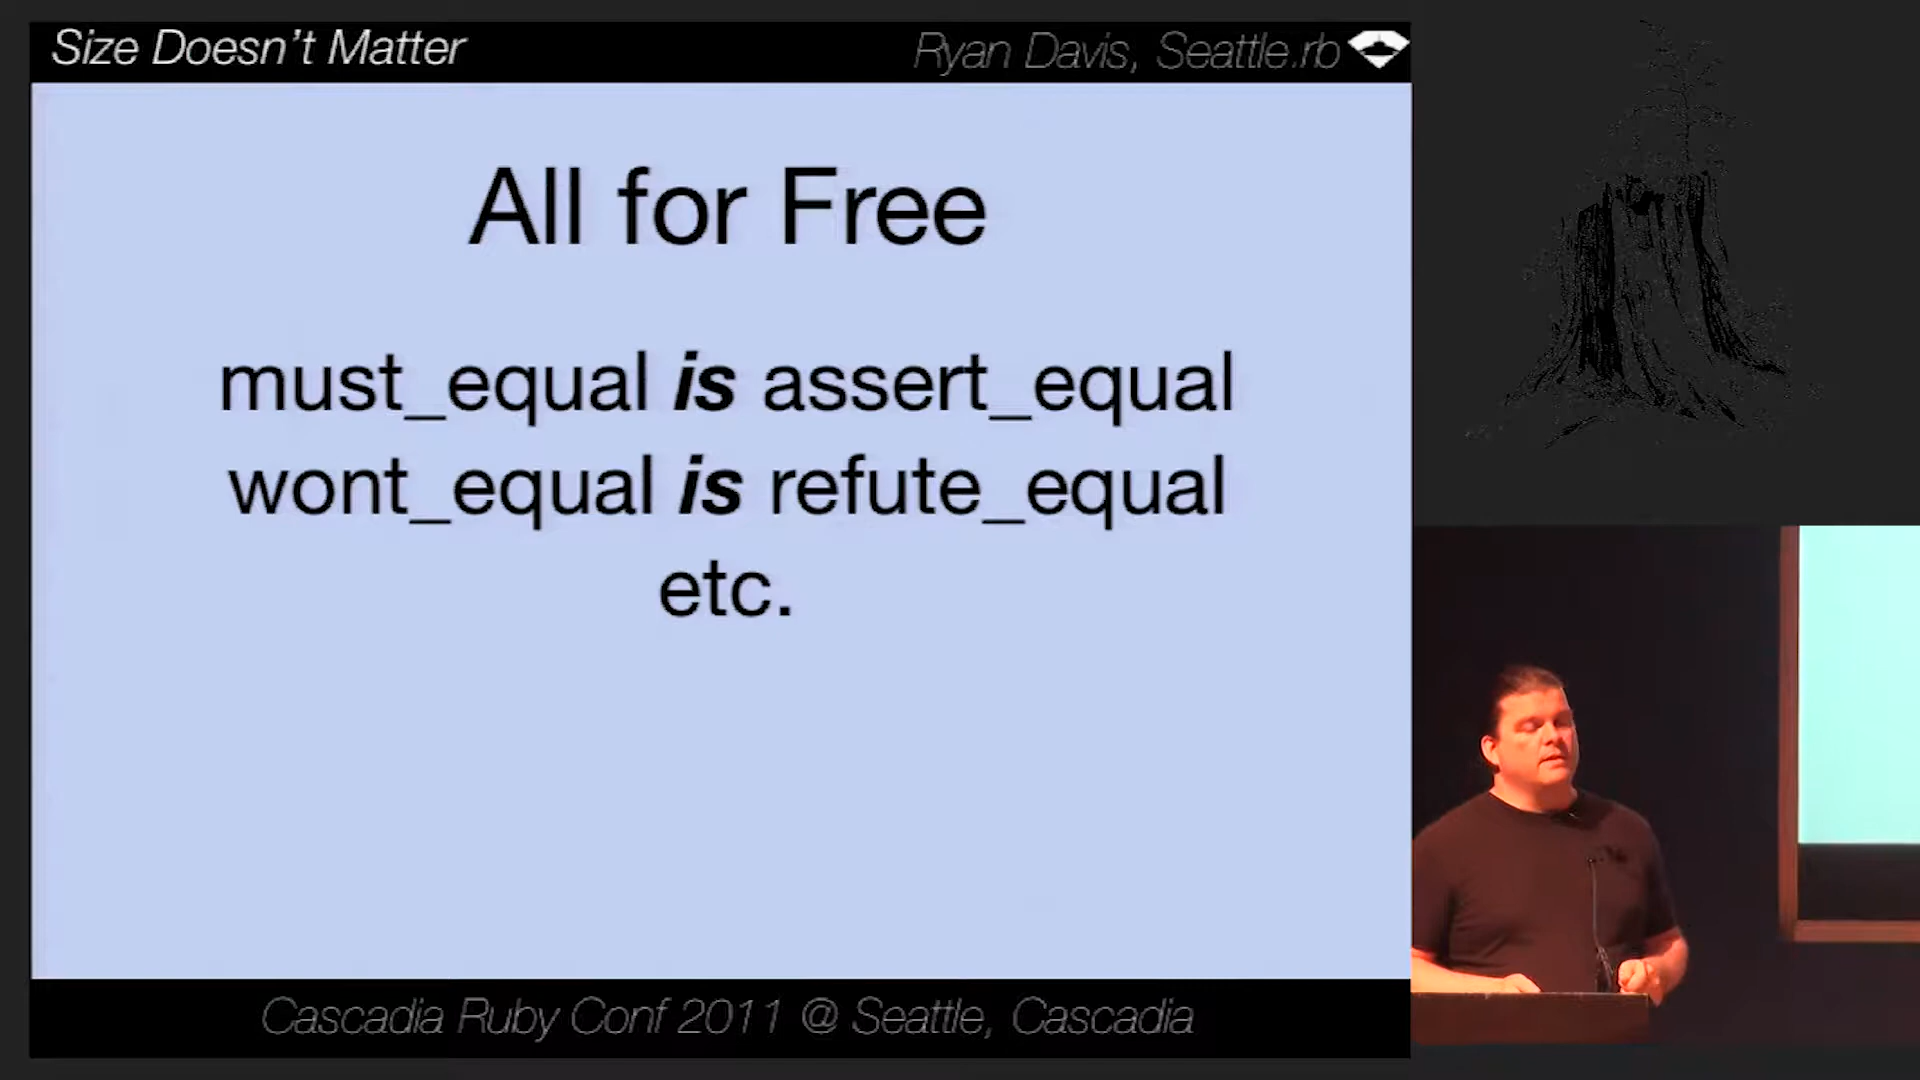 Size Doesn't Matter
Ryan Davis, Seattle.rb
All for Free
must_equal is assert_equal
wont_equal is refute_equal
etc.
Cascadia Ruby Conf 2011 @ Seattle, Cascadia